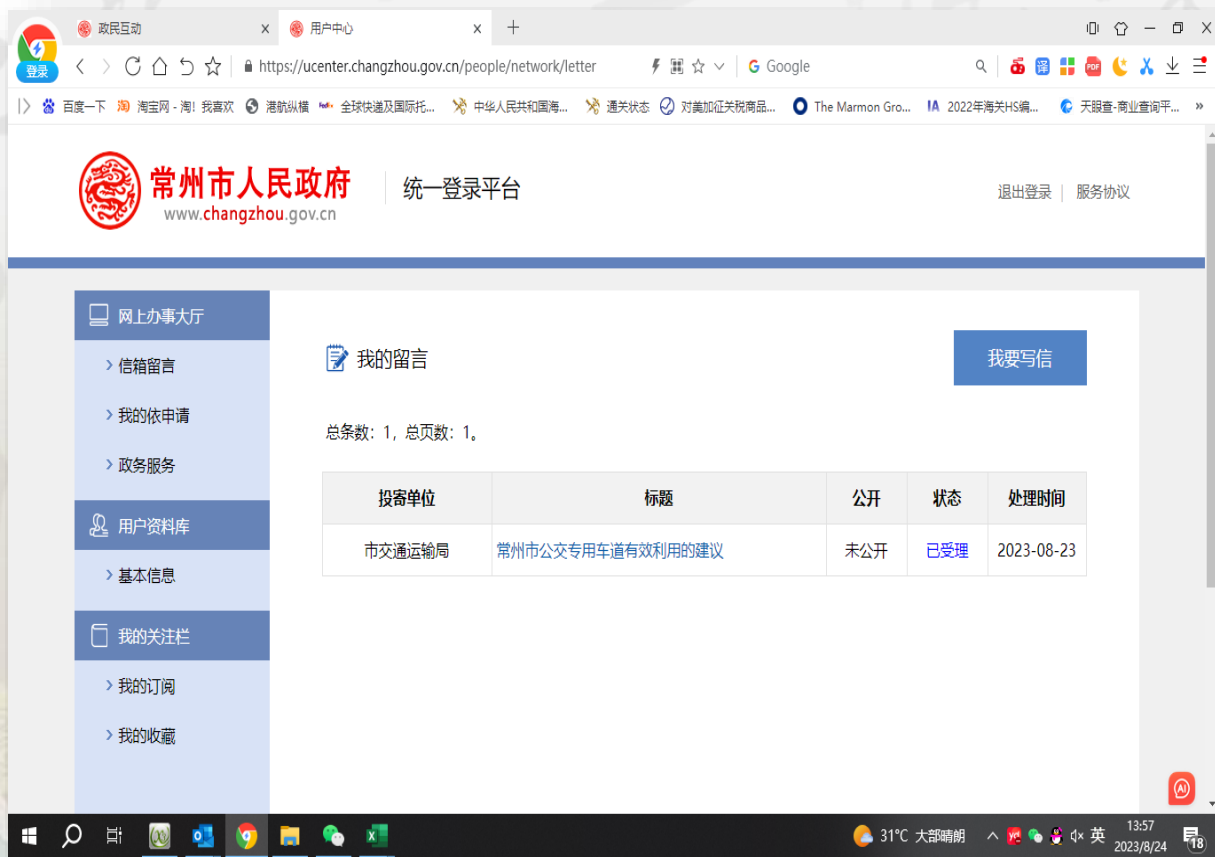 政民互动
用户中心
登录
https://ucenter.changzhou.gov.cn/people/network/letter
Google
百度一下 淘宝网 - 淘！我喜欢 港航纵横 全球快递及国际托... 中华人民共和国海... 通关状态 对美加征关税商品... The Marmon Gro... 2022年海关HS编... 天眼查-商业查询平...
常州市人民政府
www.changzhou.gov.cn
统一登录平台
退出登录 | 服务协议
网上办事大厅
信箱留言
我的依申请
政务服务
用户资料库
基本信息
我的关注栏
我的订阅
我的收藏
我的留言
我要写信
总条数：1，总页数：1。
投寄单位 标题 公开 状态 处理时间
市交通运输局 常州市公交专用车道有效利用的建议 未公开 已受理 2023-08-23
31°C 大部晴朗
英
13:57
2023/8/24
18